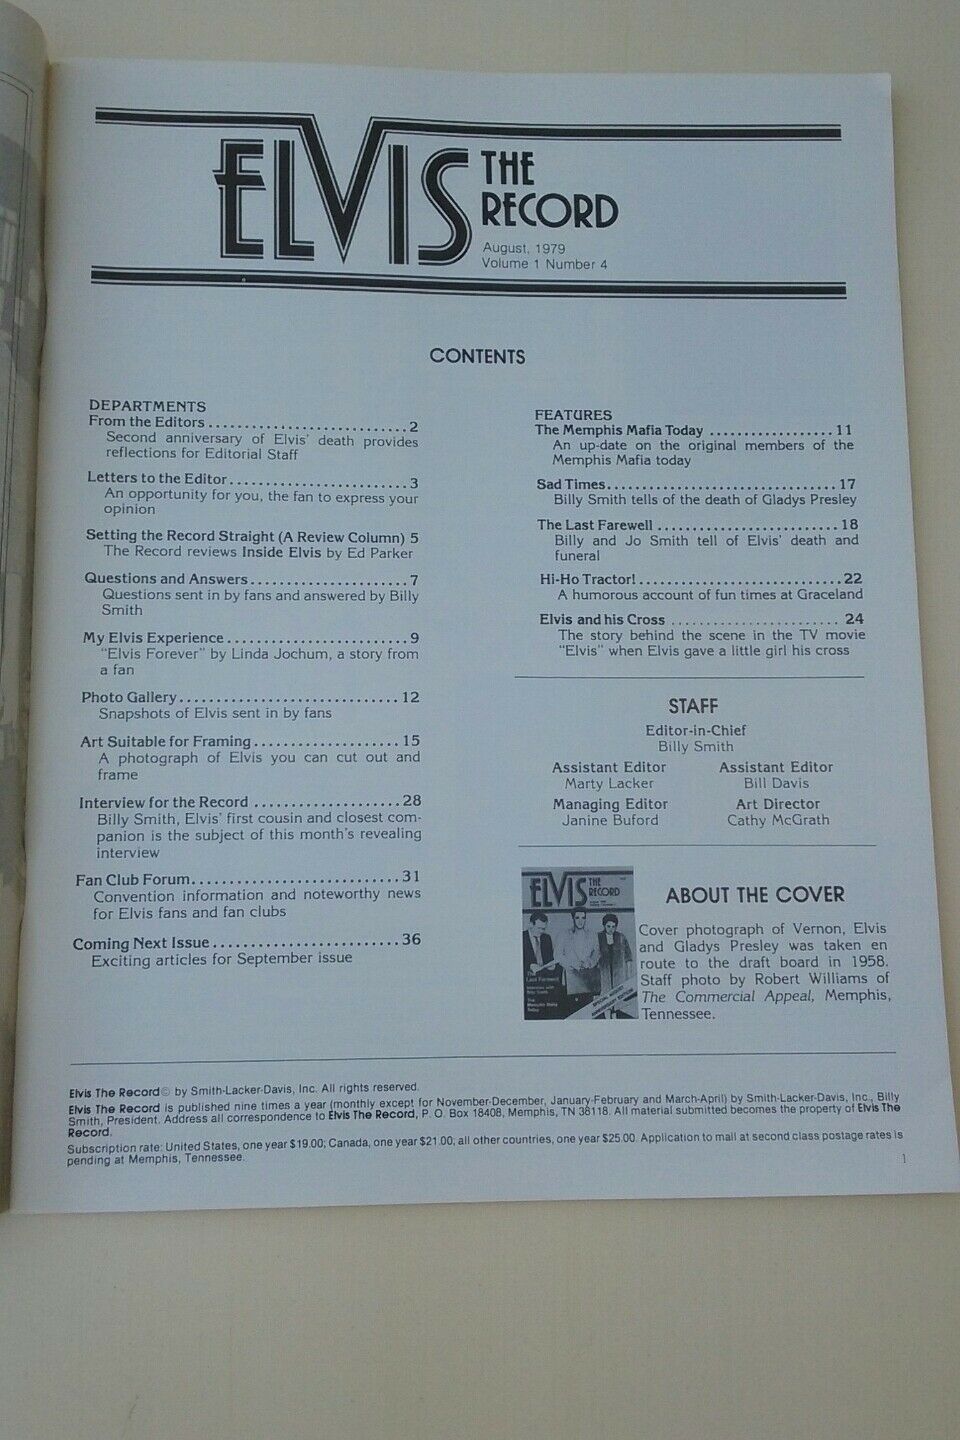 ELVIS THE RECORD
August, 1979
Volume 1 Number 4
CONTENTS
DEPARTMENTS
From the Editors . . . . . . . . . . . . . . . . . . . . . . . . . . 2
Second anniversary of Elvis' death provides
reflections for Editorial Staff
Letters to the Editor . . . . . . . . . . . . . . . . . . . . . . . 3
An opportunity for you, the fan to express your
opinion
Setting the Record Straight (A Review Column) 5
The Record reviews Inside Elvis by Ed Parker
Questions and Answers . . . . . . . . . . . . . . . . . . . . 7
Questions sent in by fans and answered by Billy
Smith
My Elvis Experience . . . . . . . . . . . . . . . . . . . . . . . 9
"Elvis Forever" by Linda Jochum, a story from
a fan
Photo Gallery . . . . . . . . . . . . . . . . . . . . . . . . . . . . 12
Snapshots of Elvis sent in by fans
Art Suitable for Framing . . . . . . . . . . . . . . . . . . . 15
A photograph of Elvis you can cut out and
frame
Interview for the Record . . . . . . . . . . . . . . . . . . . 28
Billy Smith, Elvis' first cousin and closest com-
panion is the subject of this month's revealing
interview
Fan Club Forum . . . . . . . . . . . . . . . . . . . . . . . . . . 31
Convention information and noteworthy news
for Elvis fans and fan clubs
Coming Next Issue . . . . . . . . . . . . . . . . . . . . . . . . 36
Exciting articles for September issue
FEATURES
The Memphis Mafia Today . . . . . . . . . . . . . . . . . 11
An up-date on the original members of the
Memphis Mafia today
Sad Times . . . . . . . . . . . . . . . . . . . . . . . . . . . . . 17
Billy Smith tells of the death of Gladys Presley
The Last Farewell . . . . . . . . . . . . . . . . . . . . . . . . 18
Billy and Jo Smith tell of Elvis' death and
funeral
Hi-Ho Tractor! . . . . . . . . . . . . . . . . . . . . . . . . . . . 22
A humorous account of fun times at Graceland
Elvis and his Cross . . . . . . . . . . . . . . . . . . . . . . 24
The story behind the scene in the TV movie
"Elvis" when Elvis gave a little girl his cross
STAFF
Editor-in-Chief
Billy Smith
Assistant Editor Assistant Editor
Marty Lacker Bill Davis
Managing Editor Art Director
Janine Buford Cathy McGrath
ELVIS THE RECORD
The
Last Farewell
Interview with
Billy Smith
The
Memphis Mafia
Today
SPECIAL AUGUST
ANNIVERSARY EDITION
ABOUT THE COVER
Cover photograph of Vernon, Elvis
and Gladys Presley was taken en
route to the draft board in 1958.
Staff photo by Robert Williams of
The Commercial Appeal, Memphis,
Tennessee.
Elvis The Record© by Smith-Lacker-Davis, Inc. All rights reserved.
Elvis The Record is published nine times a year (monthly except for November-December, January-February and March-April) by Smith-Lacker-Davis, Inc., Billy
Smith, President. Address all correspondence to Elvis The Record, P. O. Box 18408, Memphis, TN 38118. All material submitted becomes the property of Elvis The
Record.
Subscription rate: United States, one year $19.00; Canada, one year $21.00; all other countries, one year $25.00. Application to mail at second class postage rates is
pending at Memphis, Tennessee.
1